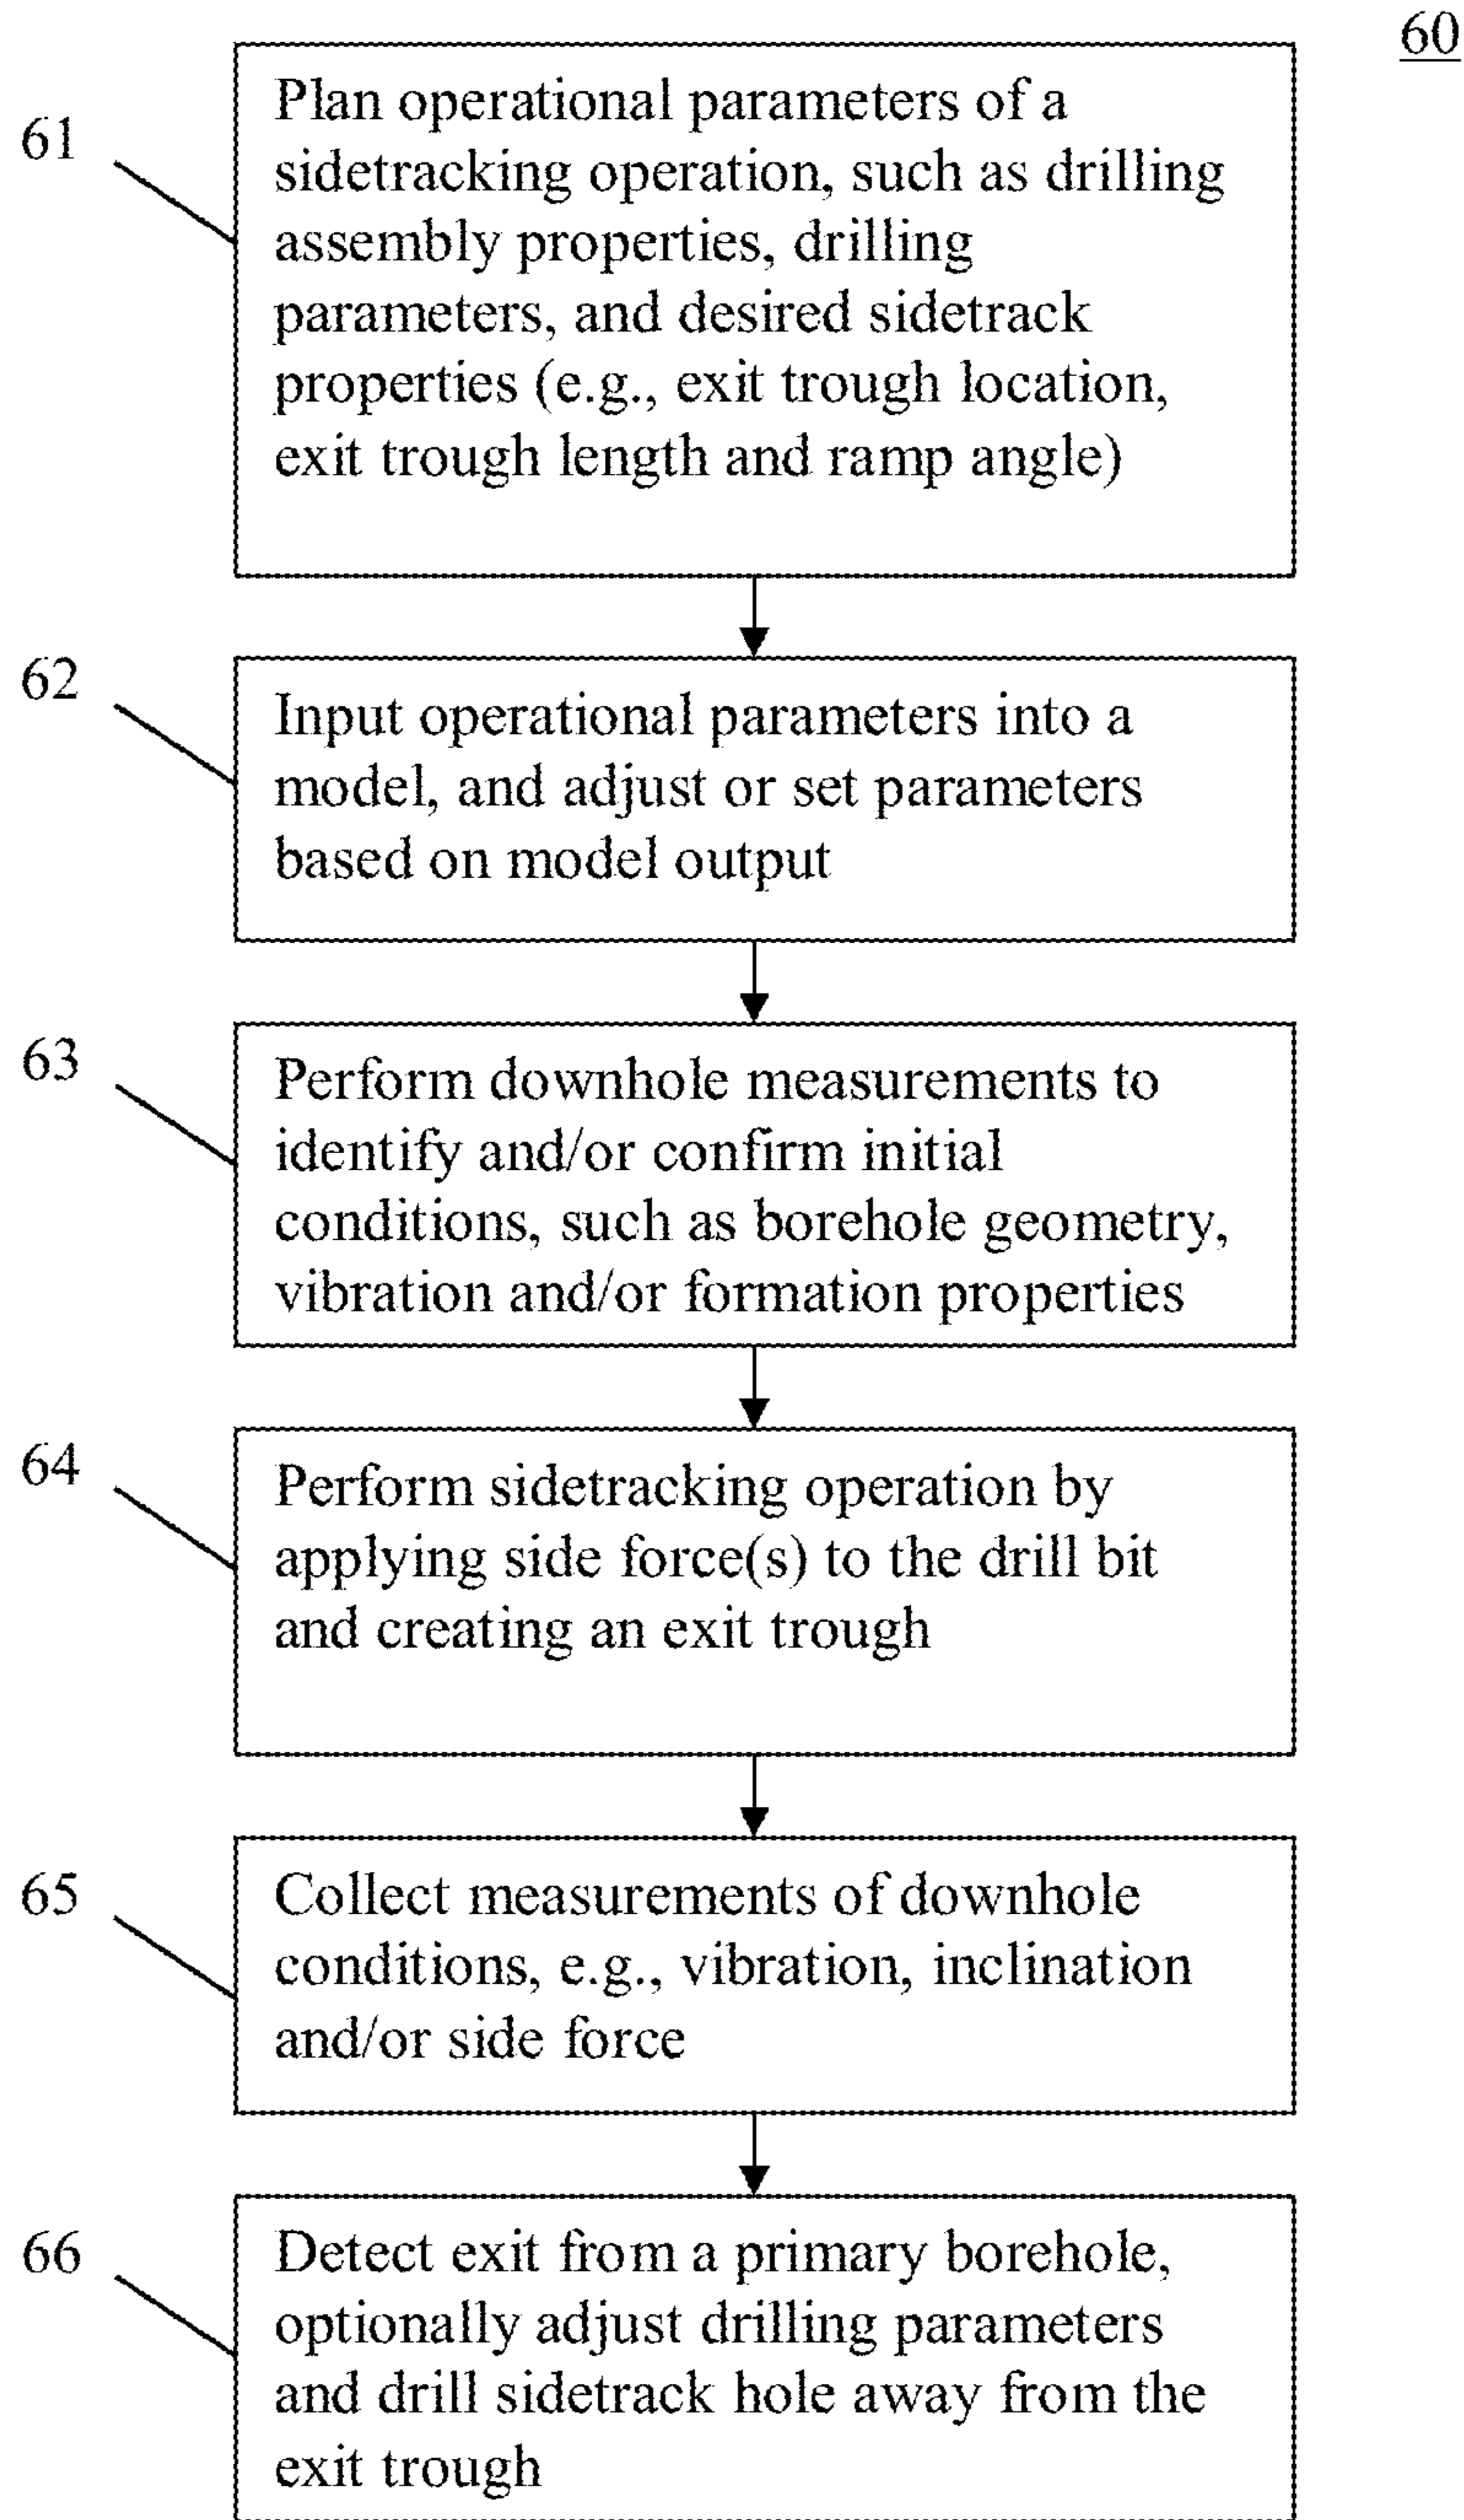 60
61
Plan operational parameters of a
sidetracking operation, such as drilling
assembly properties, drilling
parameters, and desired sidetrack
properties (e.g., exit trough location,
exit trough length and ramp angle)
62
Input operational parameters into a
model, and adjust or set parameters
based on model output
63
Perform downhole measurements to
identify and/or confirm initial
conditions, such as borehole geometry,
vibration and/or formation properties
64
Perform sidetracking operation by
applying side force(s) to the drill bit
and creating an exit trough
65
Collect measurements of downhole
conditions, e.g., vibration, inclination
and/or side force
66
Detect exit from a primary borehole,
optionally adjust drilling parameters
and drill sidetrack hole away from the
exit trough